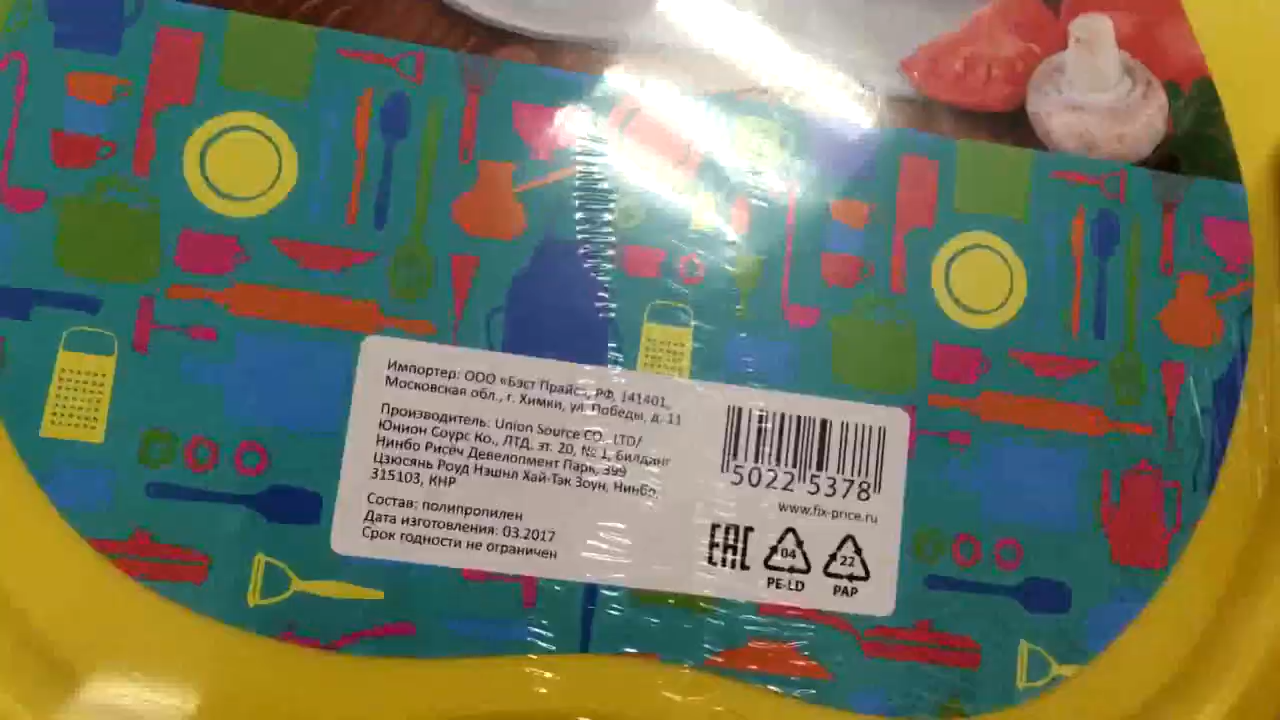 Импортер: ООО «Бэст Прайс», РФ, 141401,
Московская обл., г. Химки, ул. Победы, д. 11
Производитель: Union Source CO., LTD/
Юнион Соурс Ко., ЛТД, эт. 20, № 1, Билдинг
Нинбо Рисёч Девелопмент Парк, 399
Цзюсянь Роуд Нэшнл Хай-Тэк Зоун, Нинбо,
315103, КНР
Состав: полипропилен
Дата изготовления: 03.2017
Срок годности не ограничен
5022 5378
www.fix-price.ru
EAC
04
PE-LD
22
PAP